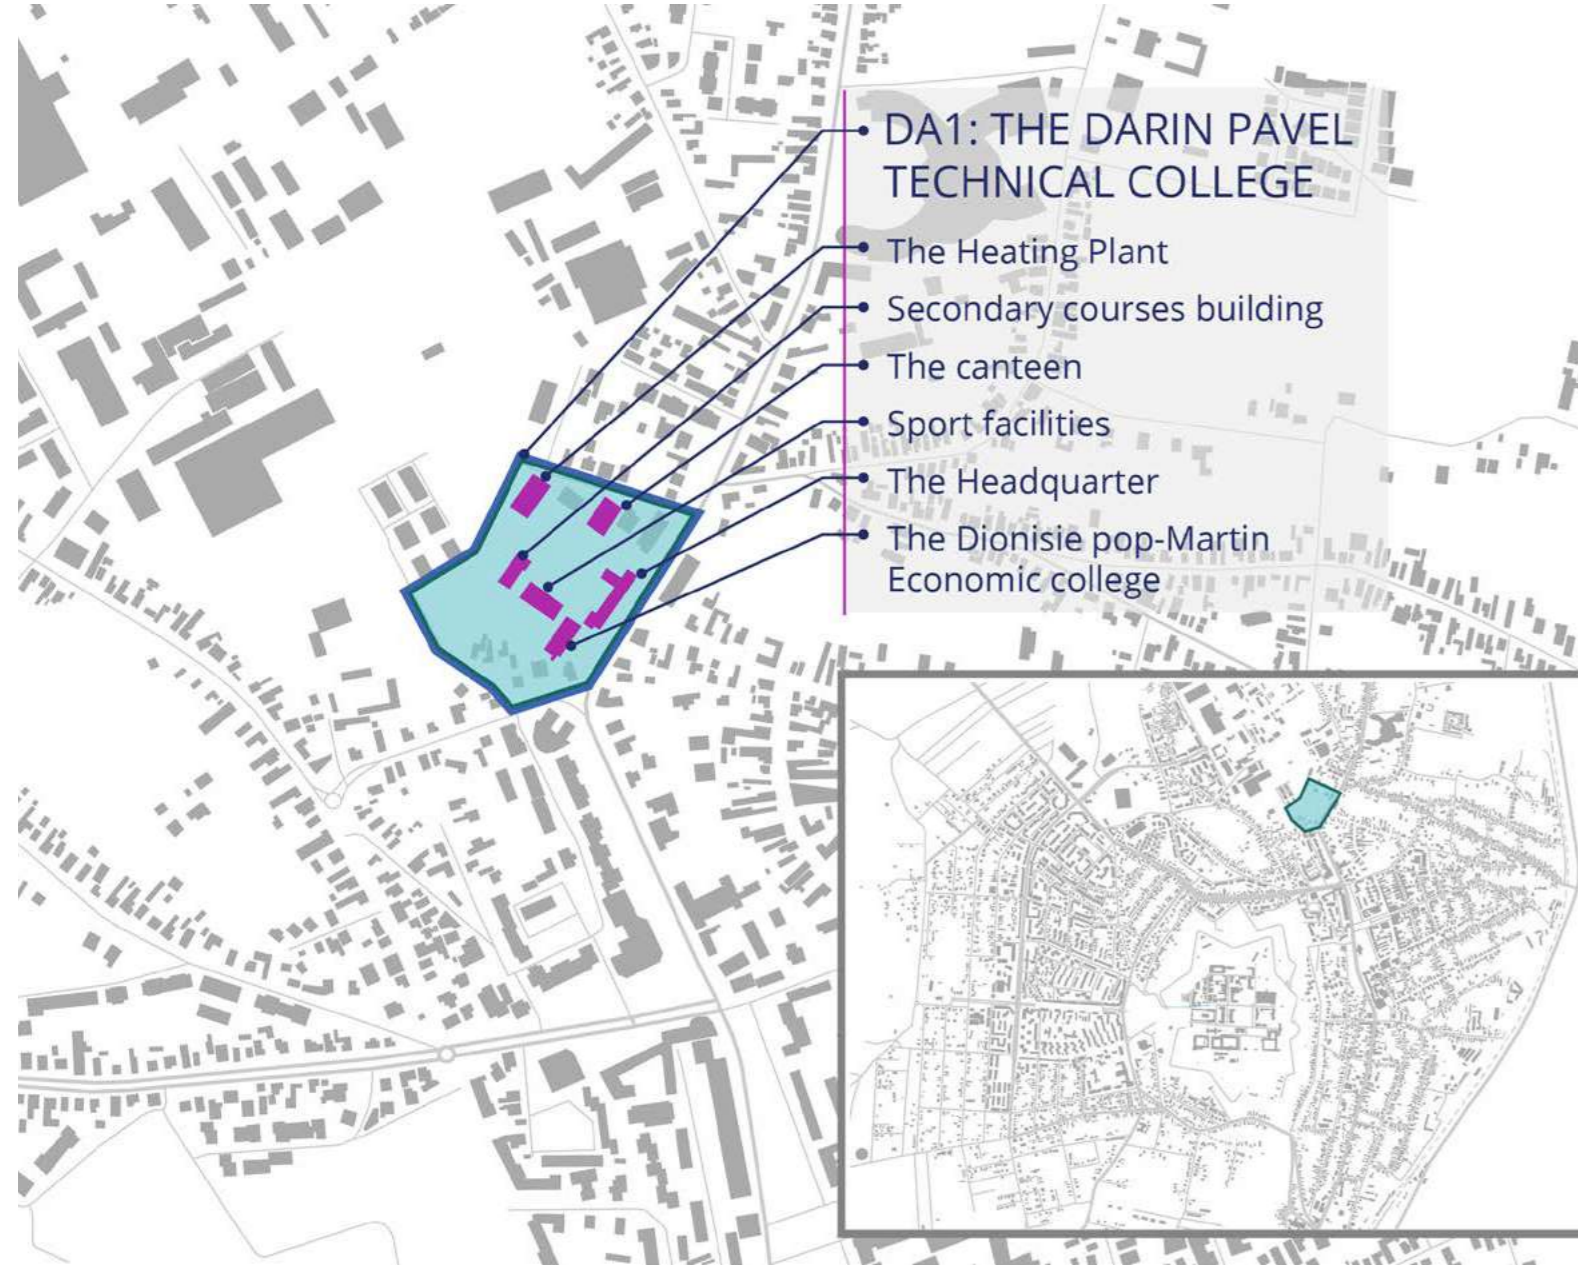 DA1: THE DARIN PAVEL
TECHNICAL COLLEGE
The Heating Plant
Secondary courses building
The canteen
Sport facilities
The Headquarter
The Dionisie pop-Martin
Economic college